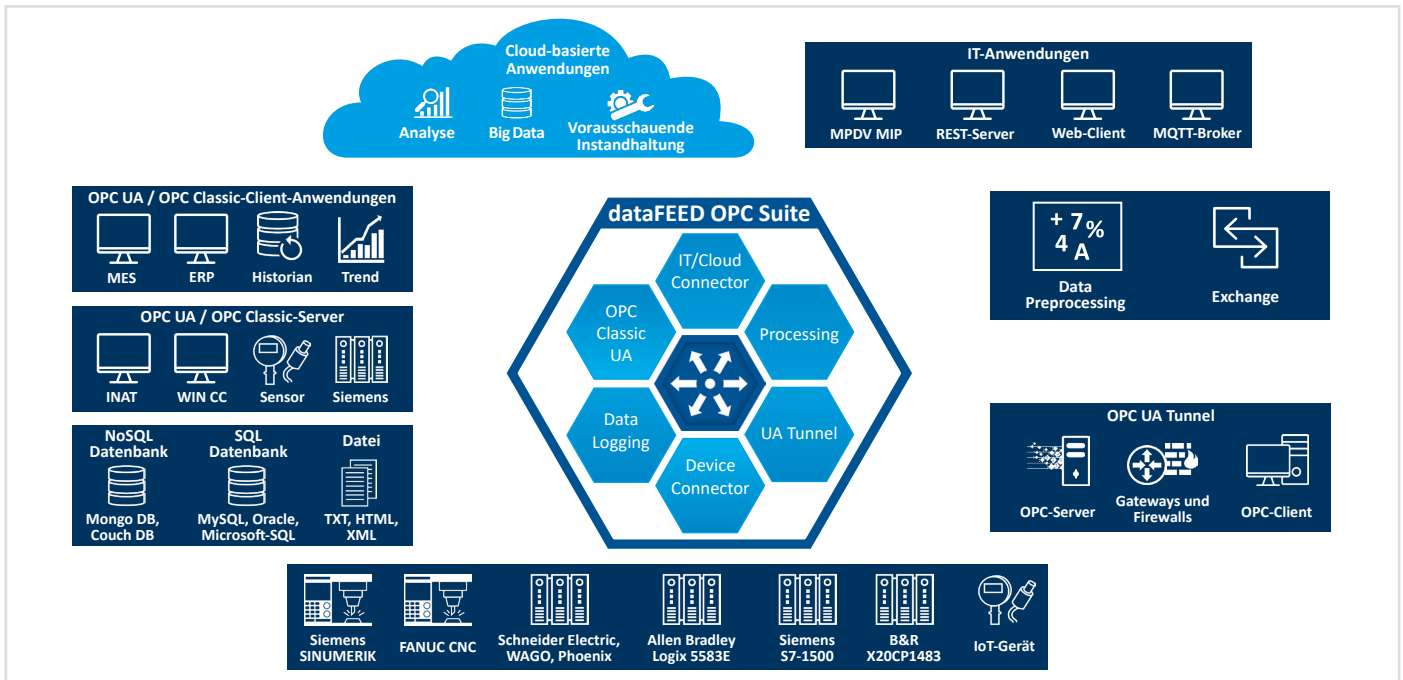 Cloud-basierte
Anwendungen
Analyse
Big Data
Vorausschauende
Instandhaltung
IT-Anwendungen
MPDV MIP
REST-Server
Web-Client
MQTT-Broker
OPC UA / OPC Classic-Client-Anwendungen
MES
ERP
Historian
Trend
OPC UA / OPC Classic-Server
INAT
WIN CC
Sensor
Siemens
NoSQL
Datenbank
Mongo DB,
Couch DB
SQL
Datenbank
MySQL, Oracle,
Microsoft-SQL
Datei
TXT, HTML,
XML
dataFEED OPC Suite
IT/Cloud
Connector
OPC
Classic
UA
Processing
Data
Logging
UA Tunnel
Device
Connector
+ 7%
4 A
Data
Preprocessing
Exchange
OPC UA Tunnel
OPC-Server
Gateways und
Firewalls
OPC-Client
Siemens
SINUMERIK
FANUC CNC
Schneider Electric,
WAGO, Phoenix
Allen Bradley
Logix 5583E
Siemens
S7-1500
B&R
X20CP1483
IoT-Gerät